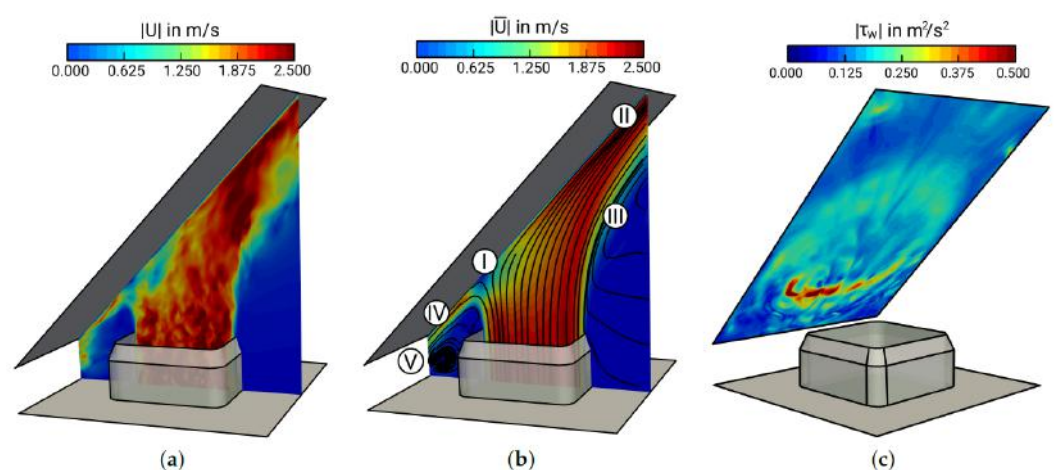 |U| in m/s
0.000 0.625 1.250 1.875 2.500
|U̅| in m/s
0.000 0.625 1.250 1.875 2.500
|τw| in m²/s²
0.000 0.125 0.250 0.375 0.500
II
III
I
IV
V
(a)
(b)
(c)